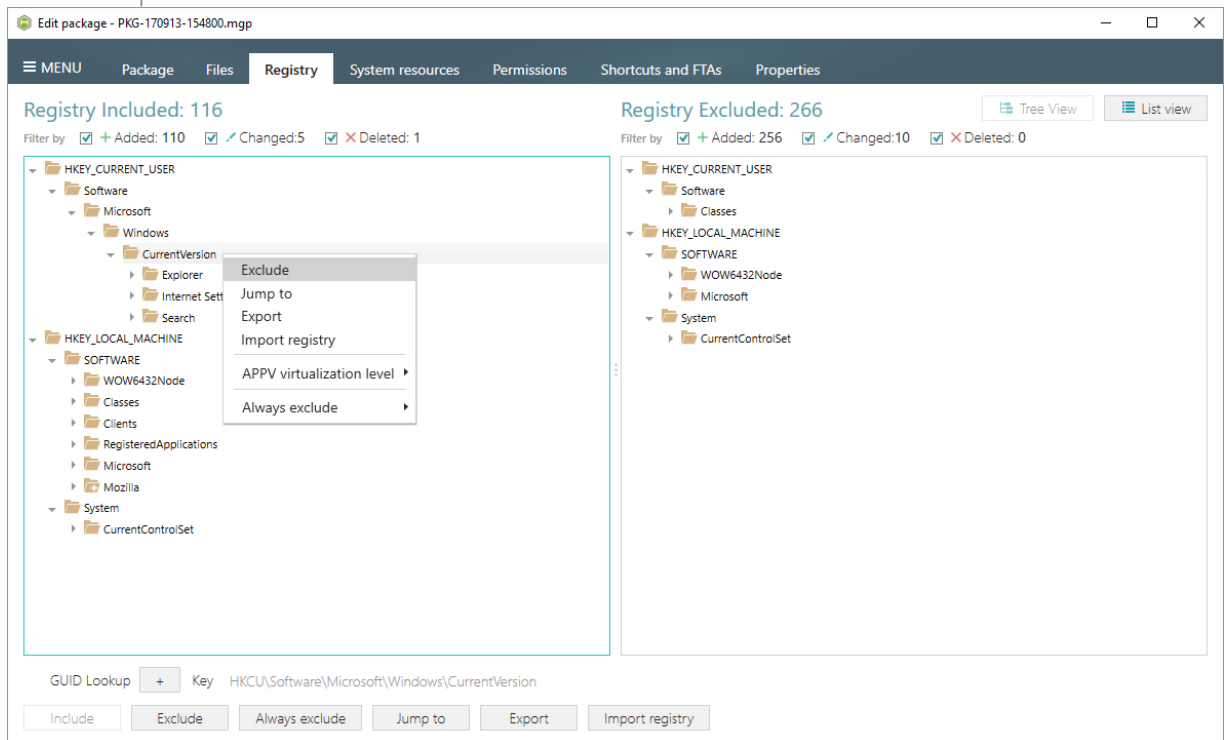 Edit package - PKG-170913-154800.mgp
MENU Package Files Registry System resources Permissions Shortcuts and FTAs Properties
Registry Included: 116
Filter by + Added: 110 Changed:5 Deleted: 1
HKEY_CURRENT_USER
Software
Microsoft
Windows
CurrentVersion
Explorer
Internet Sett
Search
HKEY_LOCAL_MACHINE
SOFTWARE
WOW6432Node
Classes
Clients
RegisteredApplications
Microsoft
Mozilla
System
CurrentControlSet
Exclude
Jump to
Export
Import registry
APPV virtualization level
Always exclude
Registry Excluded: 266
Tree View List view
Filter by + Added: 256 Changed:10 Deleted: 0
HKEY_CURRENT_USER
Software
Classes
HKEY_LOCAL_MACHINE
SOFTWARE
WOW6432Node
Microsoft
System
CurrentControlSet
GUID Lookup + Key HKCU\Software\Microsoft\Windows\CurrentVersion
Include Exclude Always exclude Jump to Export Import registry